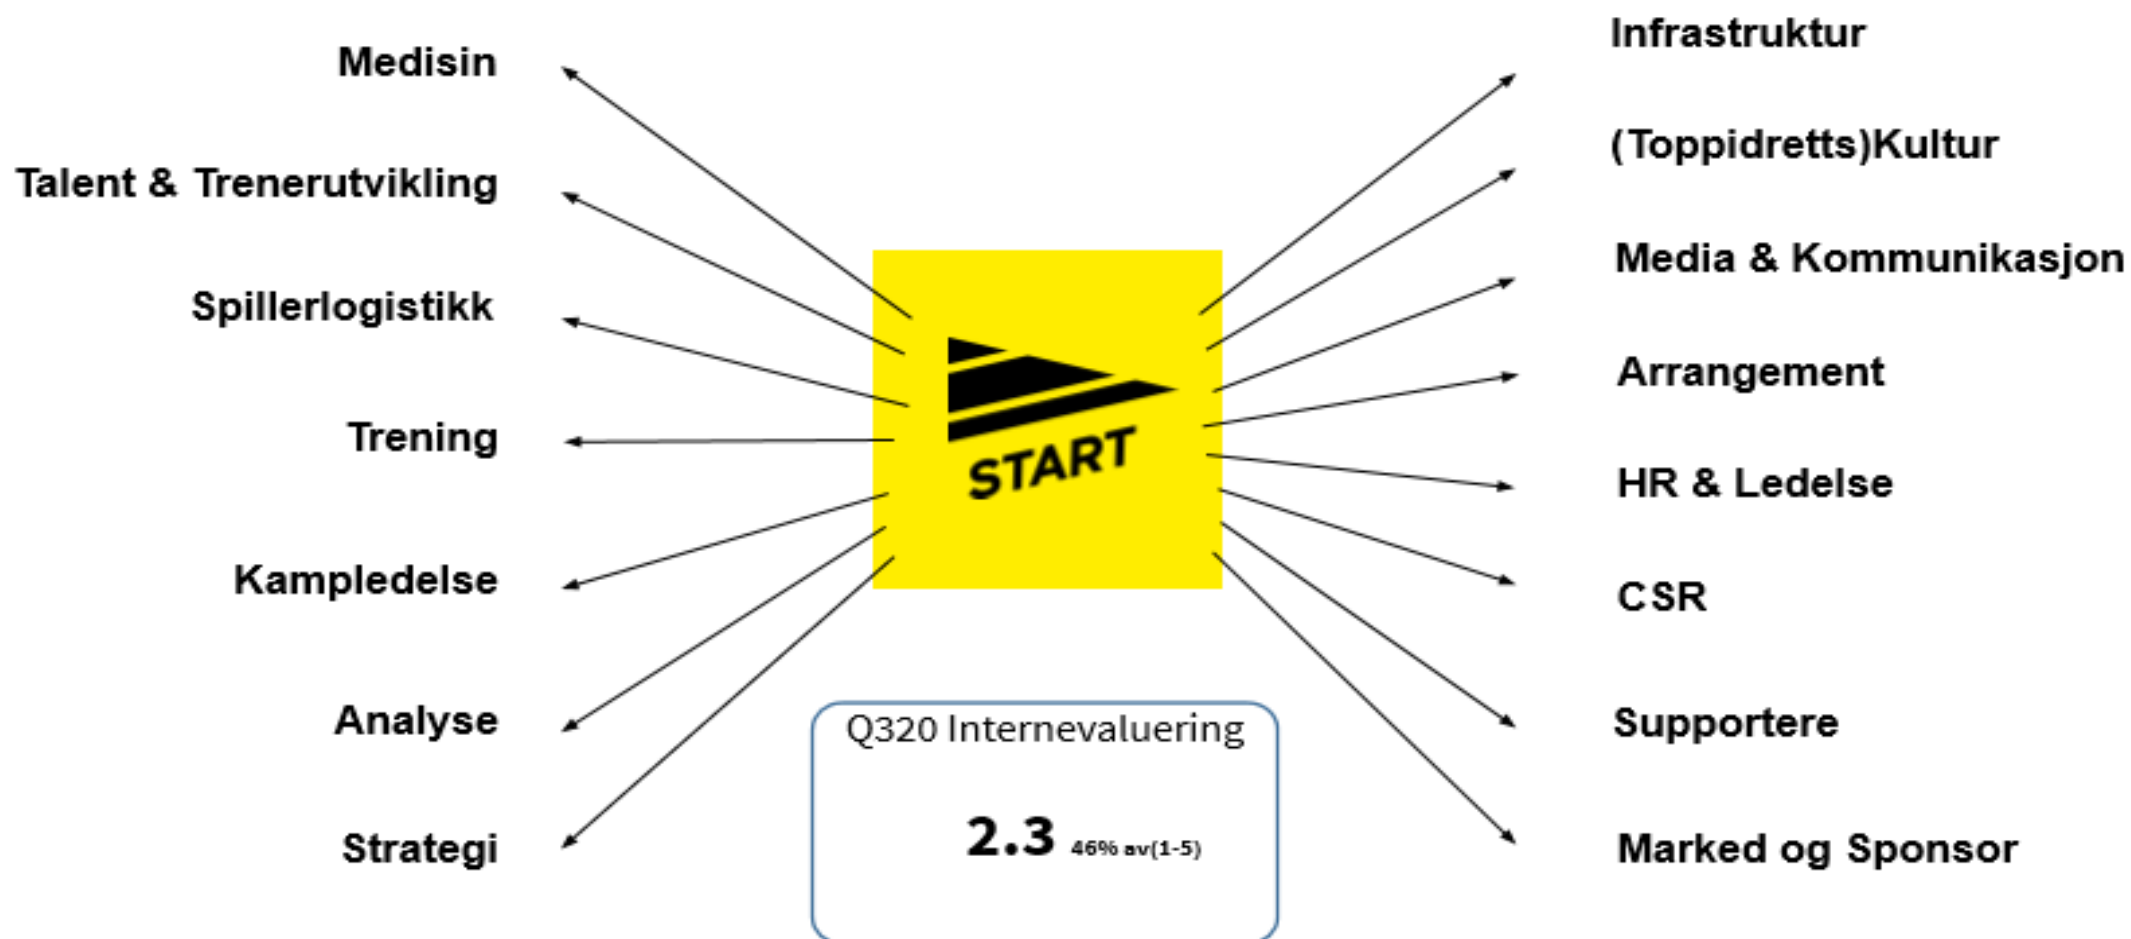 Medisin
Talent & Trenerutvikling
Spillerlogistikk
Trening
Kampledelse
Analyse
Strategi
START
Q320 Internevaluering
2.3 46% av(1-5)
Infrastruktur
(Toppidretts)Kultur
Media & Kommunikasjon
Arrangement
HR & Ledelse
CSR
Supportere
Marked og Sponsor